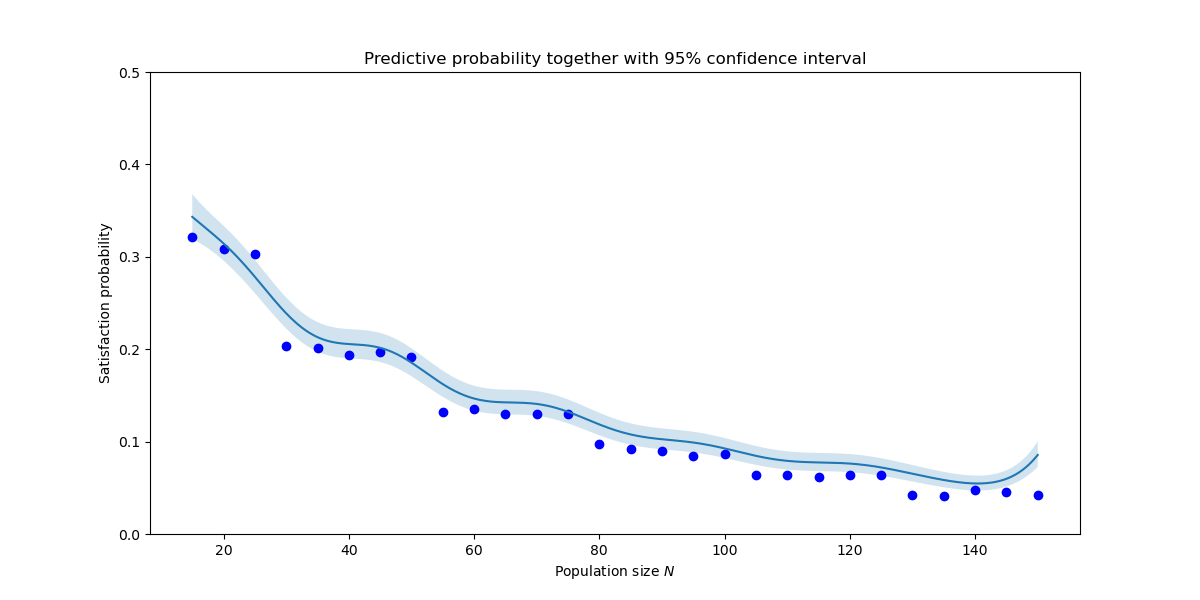 Predictive probability together with 95% confidence interval
0.5
0.4
0.3
0.2
0.1
0.0
Satisfaction probability
20 40 60 80 100 120 140
Population size N